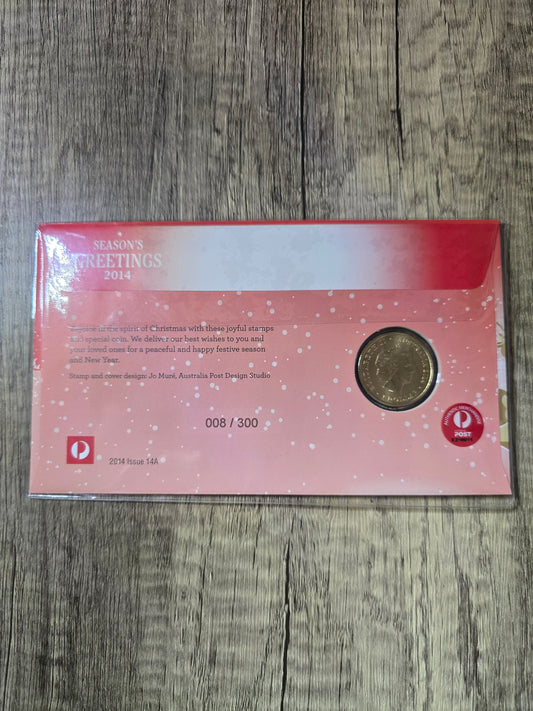 SEASON'S
GREETINGS
2014
Rejoice in the spirit of Christmas with these joyful stamps
and special coin. We deliver our best wishes to you and
your loved ones for a peaceful and happy festive season
and New Year.
Stamp and cover design: Jo Muré, Australia Post Design Studio
008 / 300
2014 Issue 14A
POST